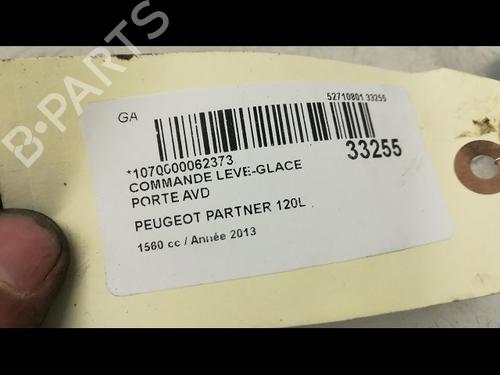 B-PARTS
GA
52710801 33255
*1070000062373
33255
COMMANDE LEVE-GLACE
PORTE AVD
PEUGEOT PARTNER 120L
1560 cc / Année 2013